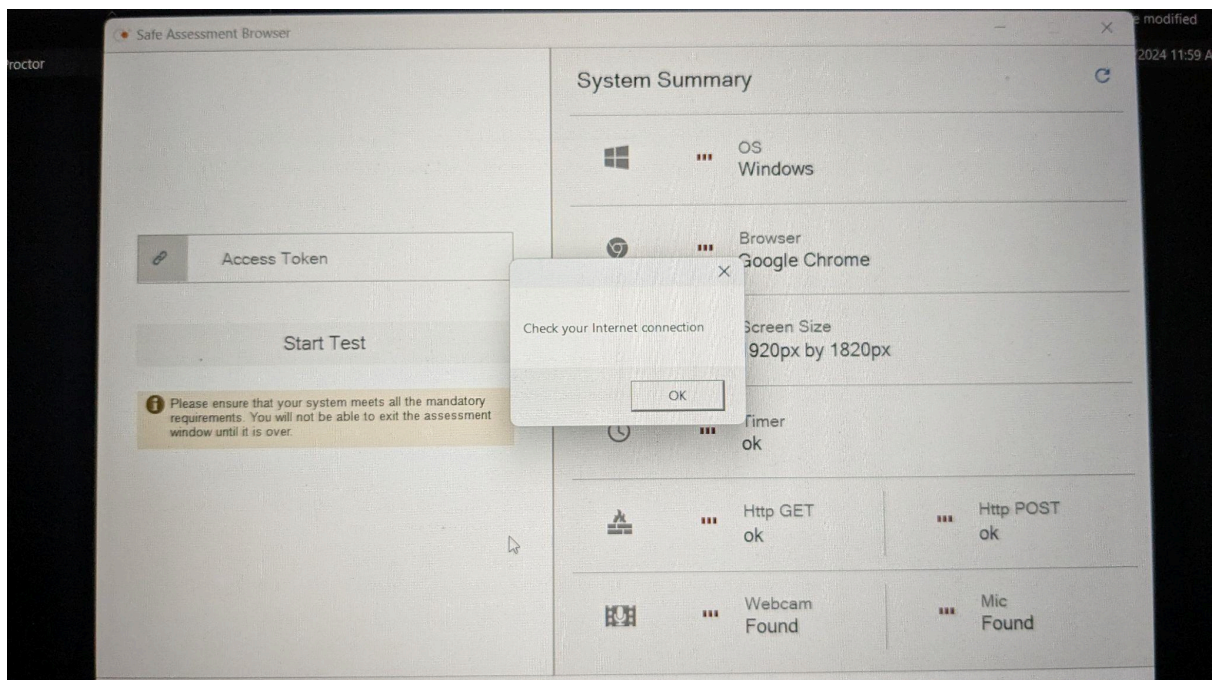 e modified
Safe Assessment Browser
2024 11:59 A
roctor
System Summary
OS
Windows
Access Token
Browser
Google Chrome
Start Test
Check your Internet connection
OK
Screen Size
920px by 1820px
Please ensure that your system meets all the mandatory
requirements. You will not be able to exit the assessment
window until it is over.
Timer
ok
Http GET
ok
Http POST
ok
Webcam
Found
Mic
Found